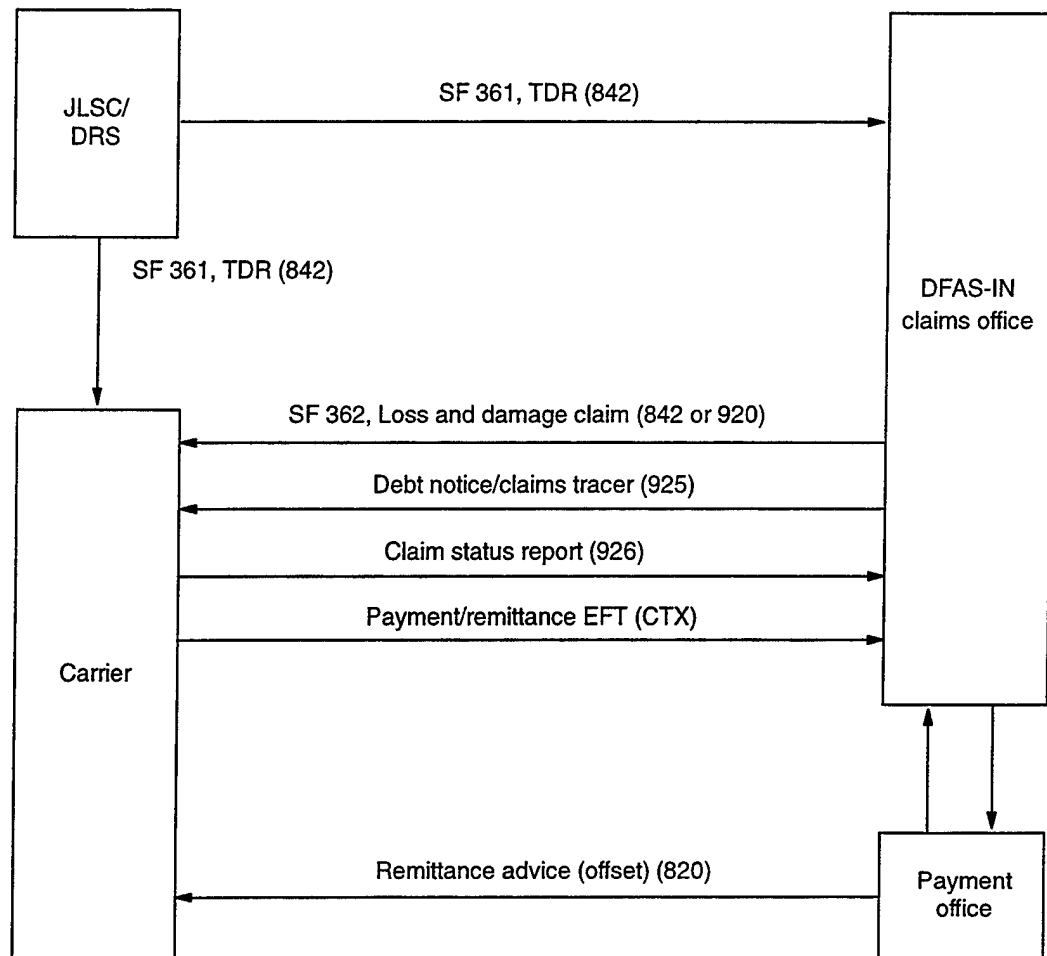 JLSC/
DRS
SF 361, TDR (842)
SF 361, TDR (842)
DFAS-IN
claims office
SF 362, Loss and damage claim (842 or 920)
Debt notice/claims tracer (925)
Claim status report (926)
Payment/remittance EFT (CTX)
Carrier
Remittance advice (offset) (820)
Payment
office